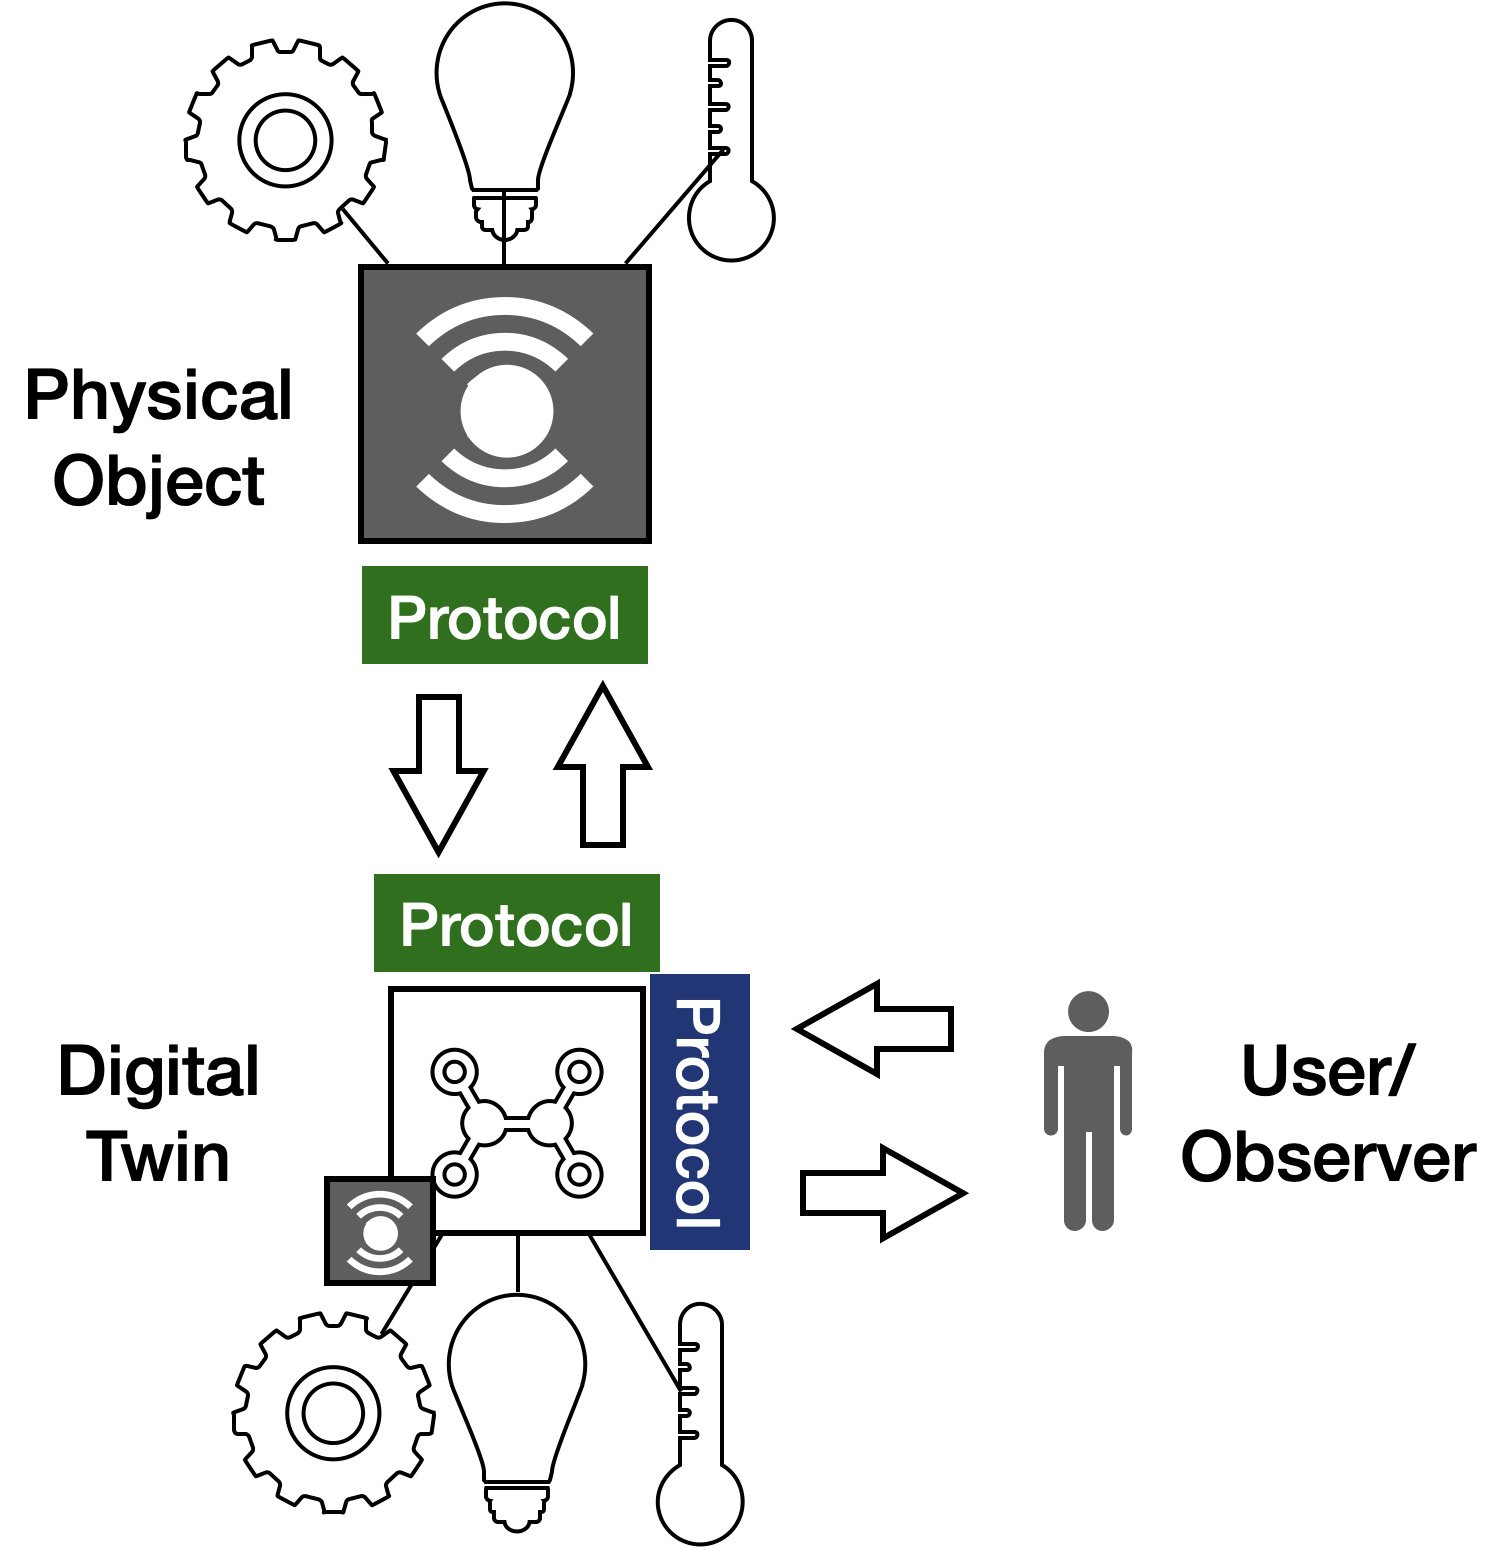 Physical
Object
Protocol
Protocol
Protocol
Digital
Twin
User/
Observer